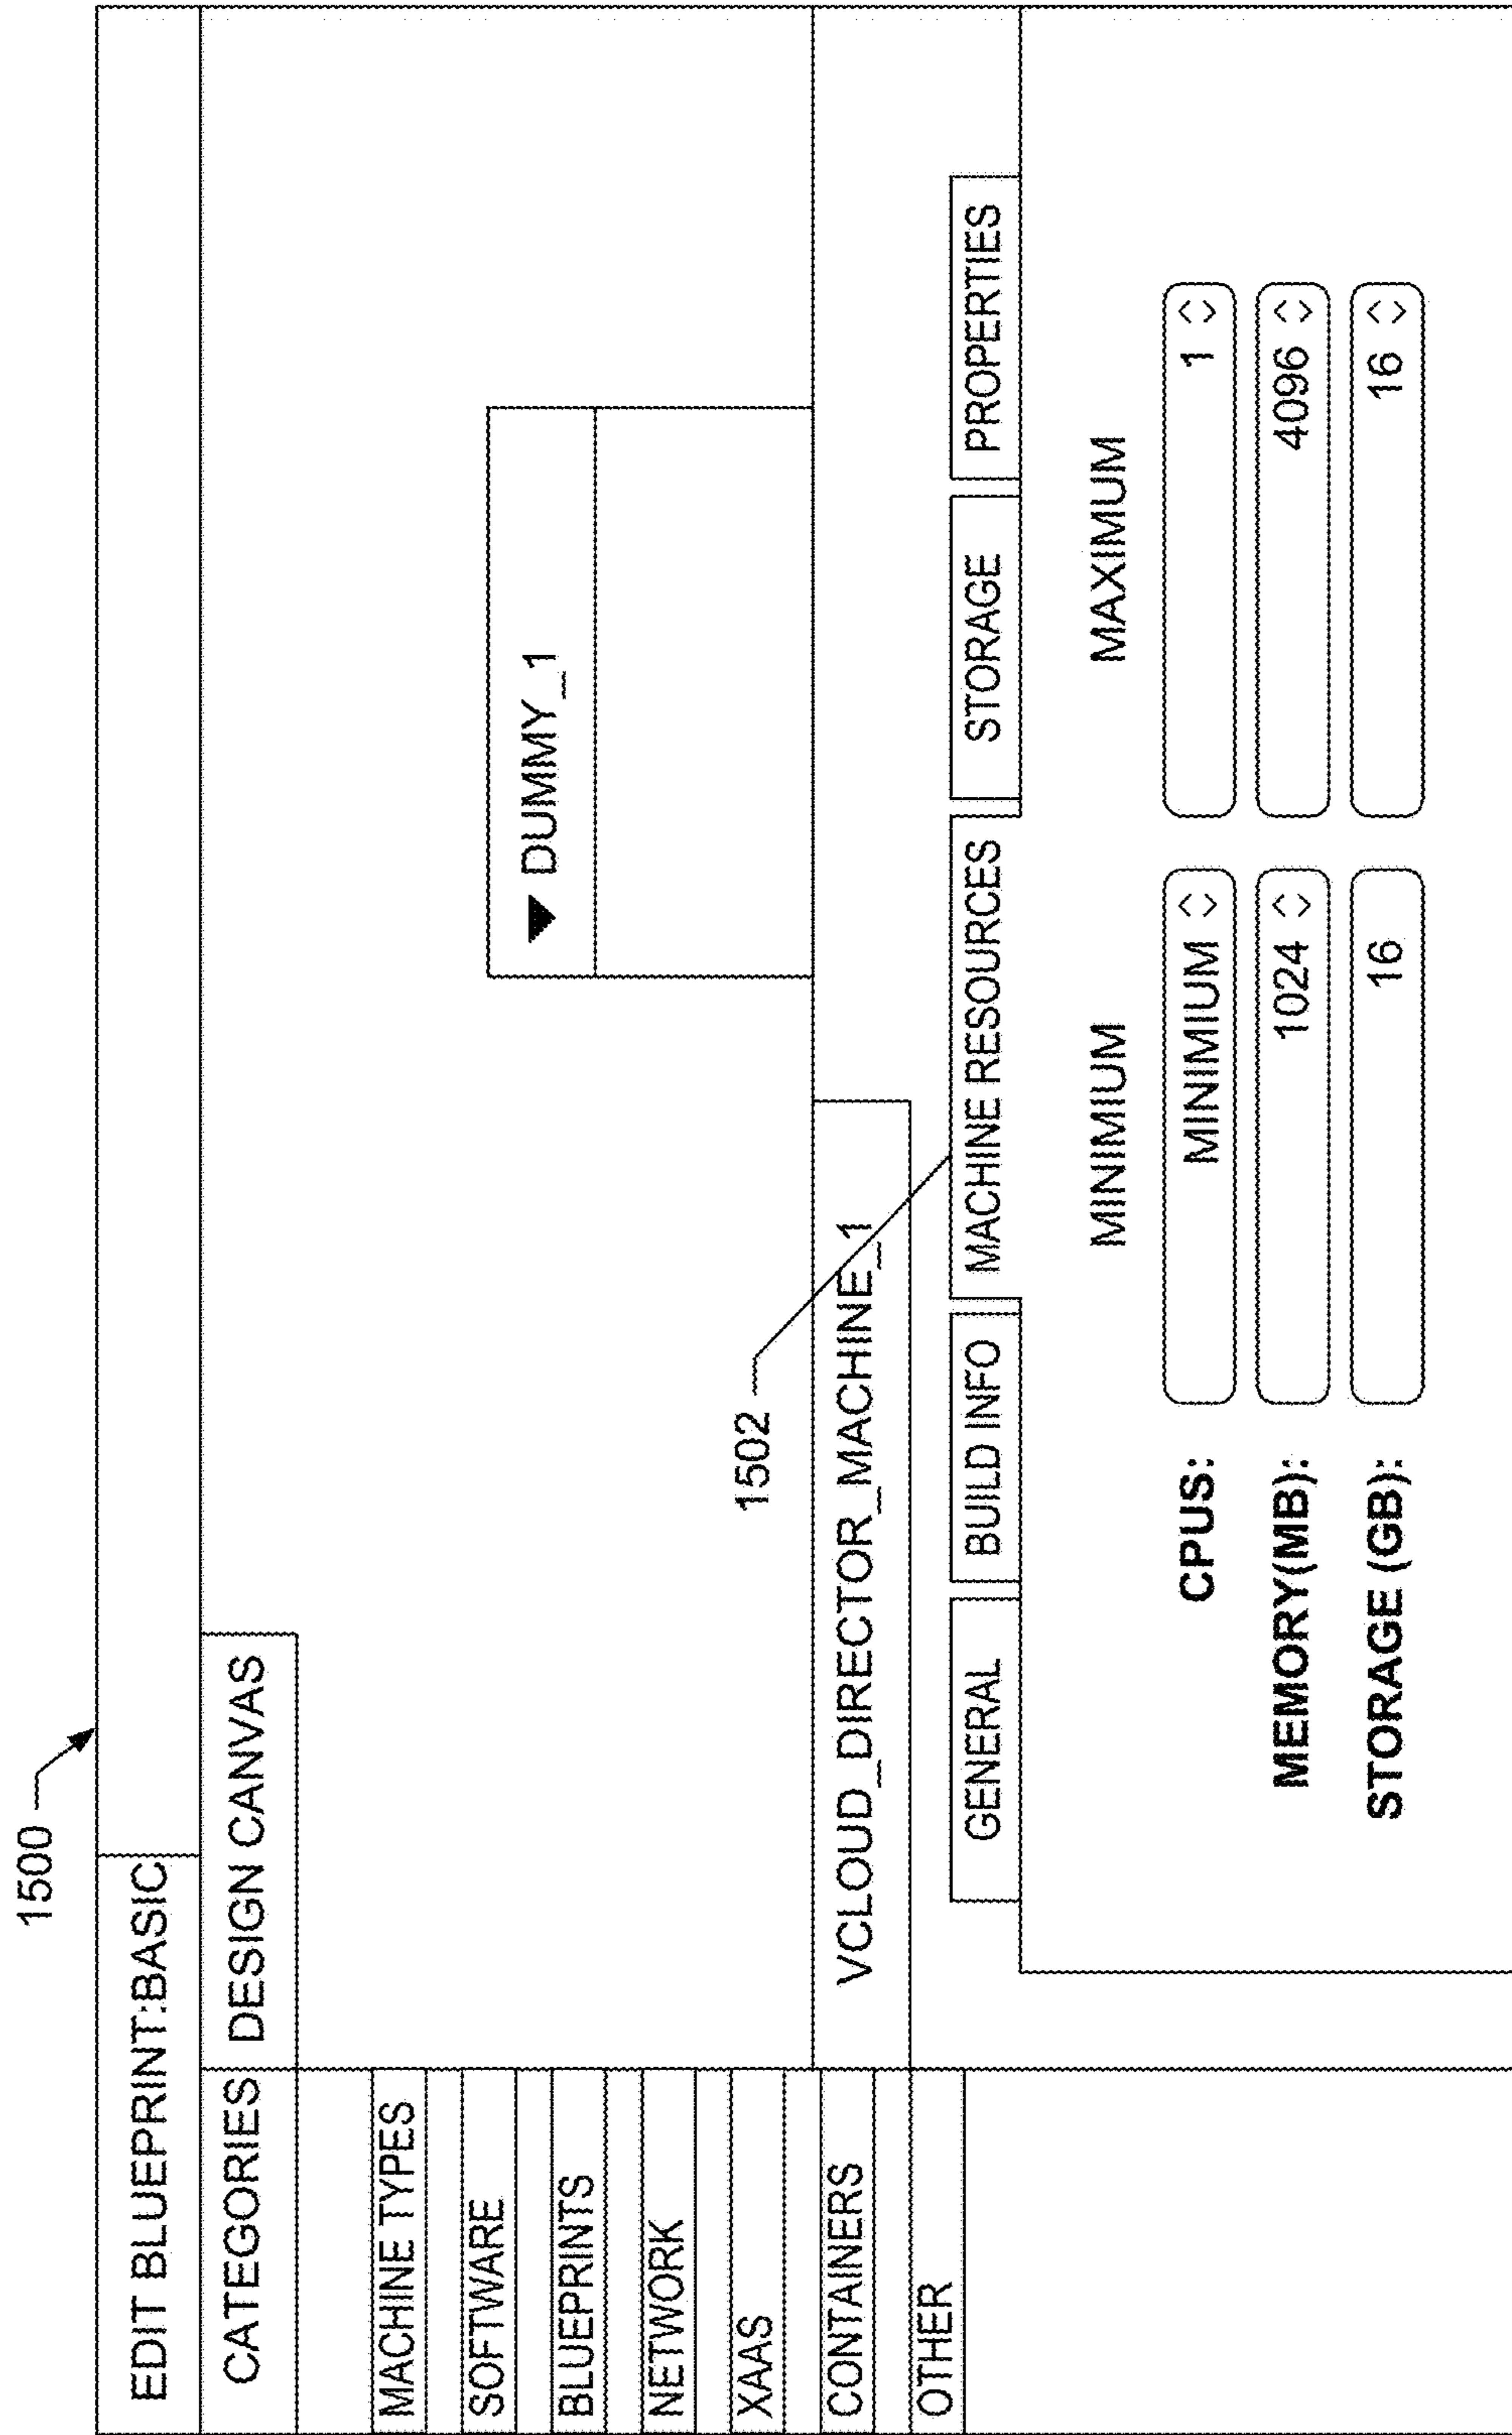 1500
EDIT BLUEPRINT:BASIC
CATEGORIES DESIGN CANVAS
MACHINE TYPES
SOFTWARE
BLUEPRINTS
NETWORK
XAAS
CONTAINERS
OTHER
DUMMY_1
1502
VCLOUD_DIRECTOR_MACHINE_1
GENERAL BUILD INFO MACHINE RESOURCES STORAGE PROPERTIES
MINIMIUM MAXIMUM
CPUS: MINIMIUM 1
MEMORY(MB): 1024 4096
STORAGE (GB): 16 16